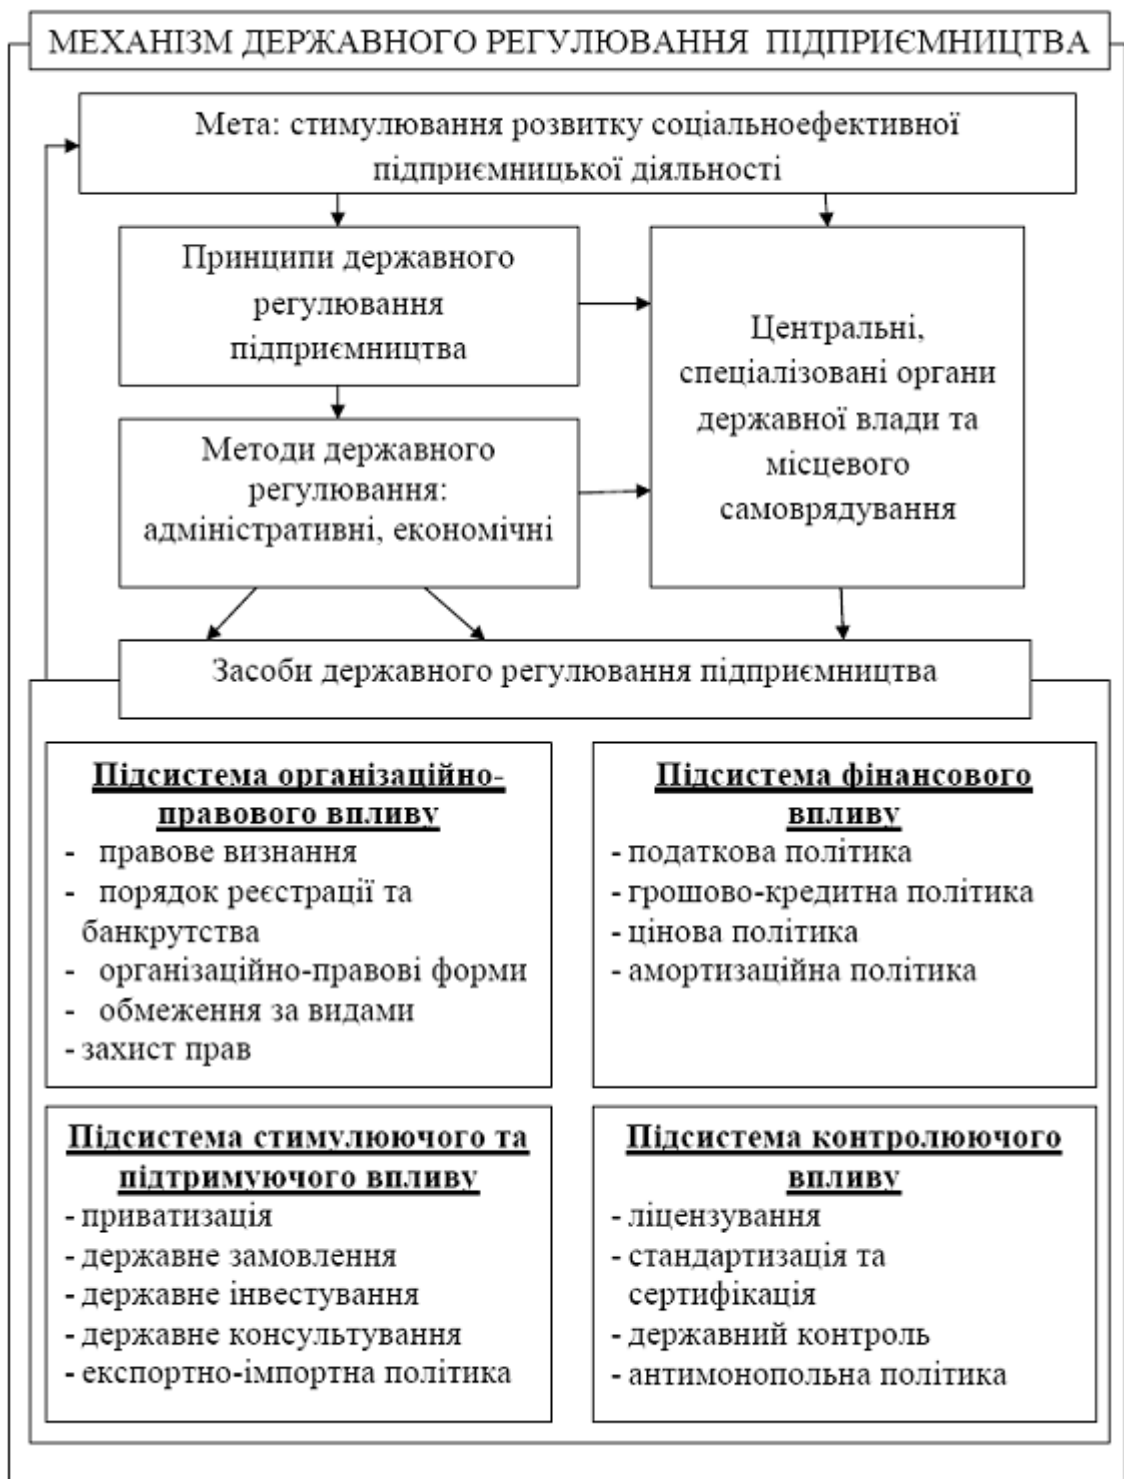 МЕХАНІЗМ ДЕРЖАВНОГО РЕГУЛЮВАННЯ ПІДПРИЄМНИЦТВА
Мета: стимулювання розвитку соціальноефективної
підприємницької діяльності
Принципи державного
регулювання
підприємництва
Центральні,
спеціалізовані органи
державної влади та
місцевого
самоврядування
Методи державного
регулювання:
адміністративні, економічні
Засоби державного регулювання підприємництва
Підсистема організаційно-
правового впливу
- правове визнання
- порядок реєстрації та
банкрутства
- організаційно-правові форми
- обмеження за видами
- захист прав
Підсистема фінансового
впливу
- податкова політика
- грошово-кредитна політика
- цінова політика
- амортизаційна політика
Підсистема стимулюючого та
підтримуючого впливу
- приватизація
- державне замовлення
- державне інвестування
- державне консультування
- експортно-імпортна політика
Підсистема контролюючого
впливу
- ліцензування
- стандартизація та
сертифікація
- державний контроль
- антимонопольна політика